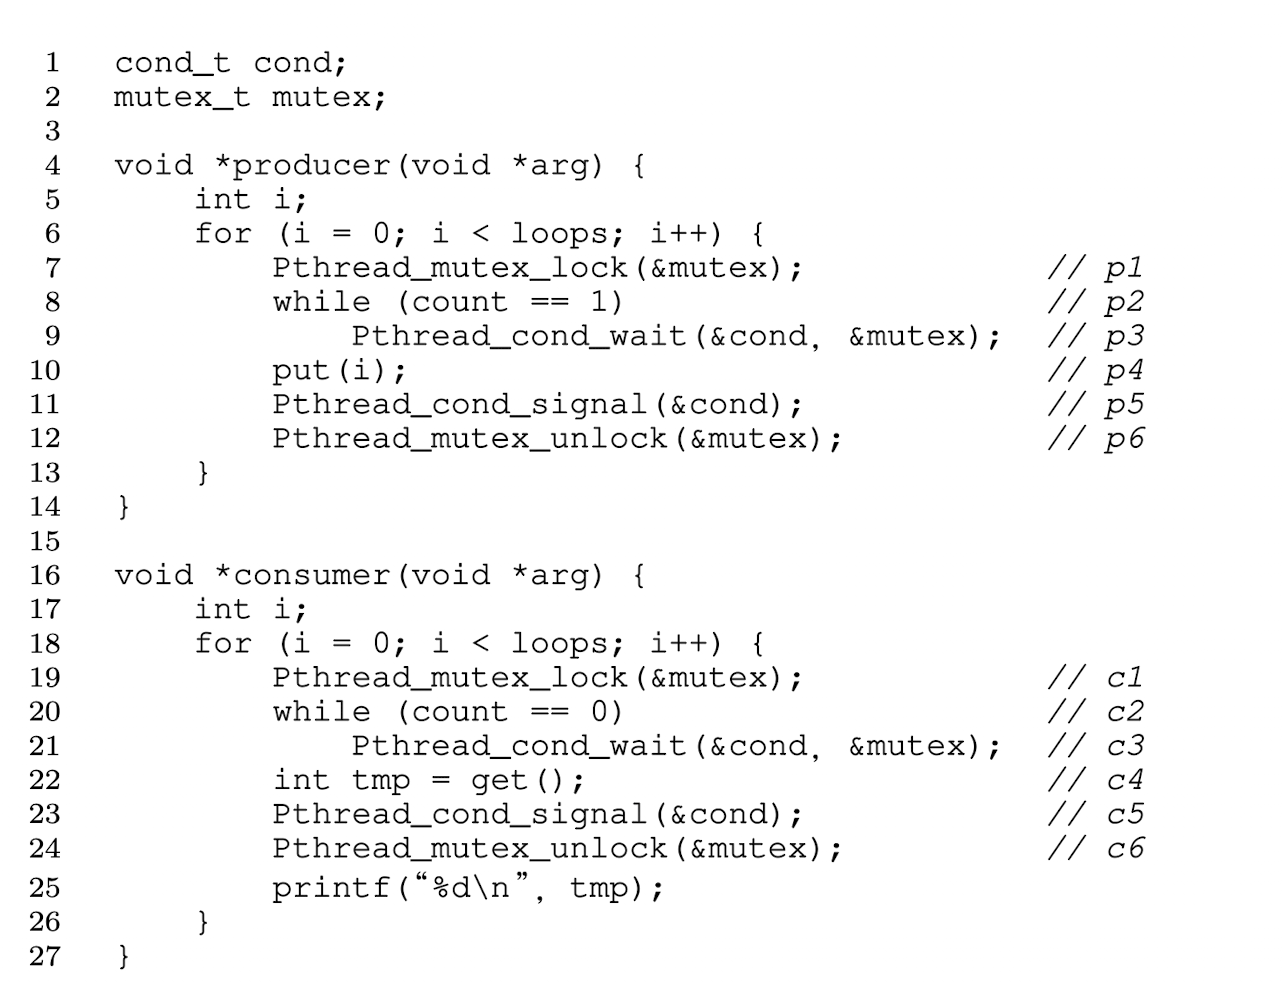 1 cond_t cond;
2 mutex_t mutex;
3
4 void *producer(void *arg) {
5     int i;
6     for (i = 0; i < loops; i++) {
7         Pthread_mutex_lock(&mutex);           // p1
8         while (count == 1)                    // p2
9             Pthread_cond_wait(&cond, &mutex); // p3
10         put(i);                               // p4
11         Pthread_cond_signal(&cond);           // p5
12         Pthread_mutex_unlock(&mutex);         // p6
13     }
14 }
15
16 void *consumer(void *arg) {
17     int i;
18     for (i = 0; i < loops; i++) {
19         Pthread_mutex_lock(&mutex);           // c1
20         while (count == 0)                    // c2
21             Pthread_cond_wait(&cond, &mutex); // c3
22         int tmp = get();                      // c4
23         Pthread_cond_signal(&cond);           // c5
24         Pthread_mutex_unlock(&mutex);         // c6
25         printf(“%d\n”, tmp);
26     }
27 }